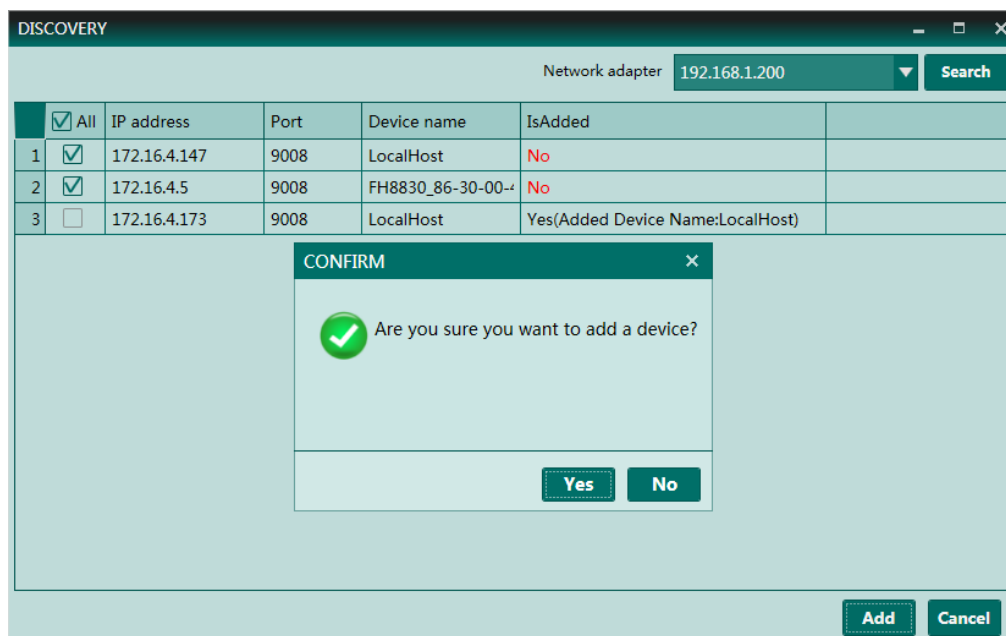 DISCOVERY
Network adapter 192.168.1.200 Search
All IP address Port Device name IsAdded
1 172.16.4.147 9008 LocalHost No
2 172.16.4.5 9008 FH8830_86-30-00- No
3 172.16.4.173 9008 LocalHost Yes(Added Device Name:LocalHost)
CONFIRM
Are you sure you want to add a device?
Yes No
Add Cancel